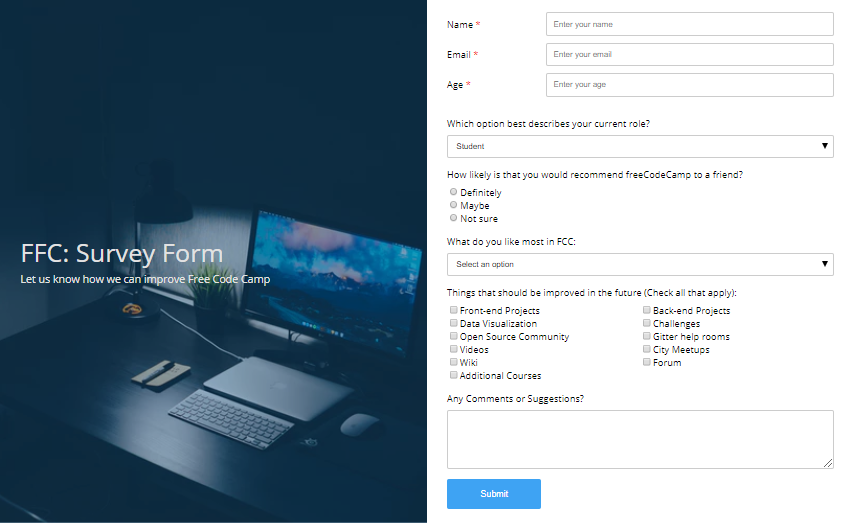 FFC: Survey Form
Let us know how we can improve Free Code Camp
Name *
Enter your name
Email *
Enter your email
Age *
Enter your age
Which option best describes your current role?
Student
How likely is that you would recommend freeCodeCamp to a friend?
Definitely
Maybe
Not sure
What do you like most in FCC:
Select an option
Things that should be improved in the future (Check all that apply):
Front-end Projects
Back-end Projects
Data Visualization
Challenges
Open Source Community
Gitter help rooms
Videos
City Meetups
Wiki
Forum
Additional Courses
Any Comments or Suggestions?
Submit